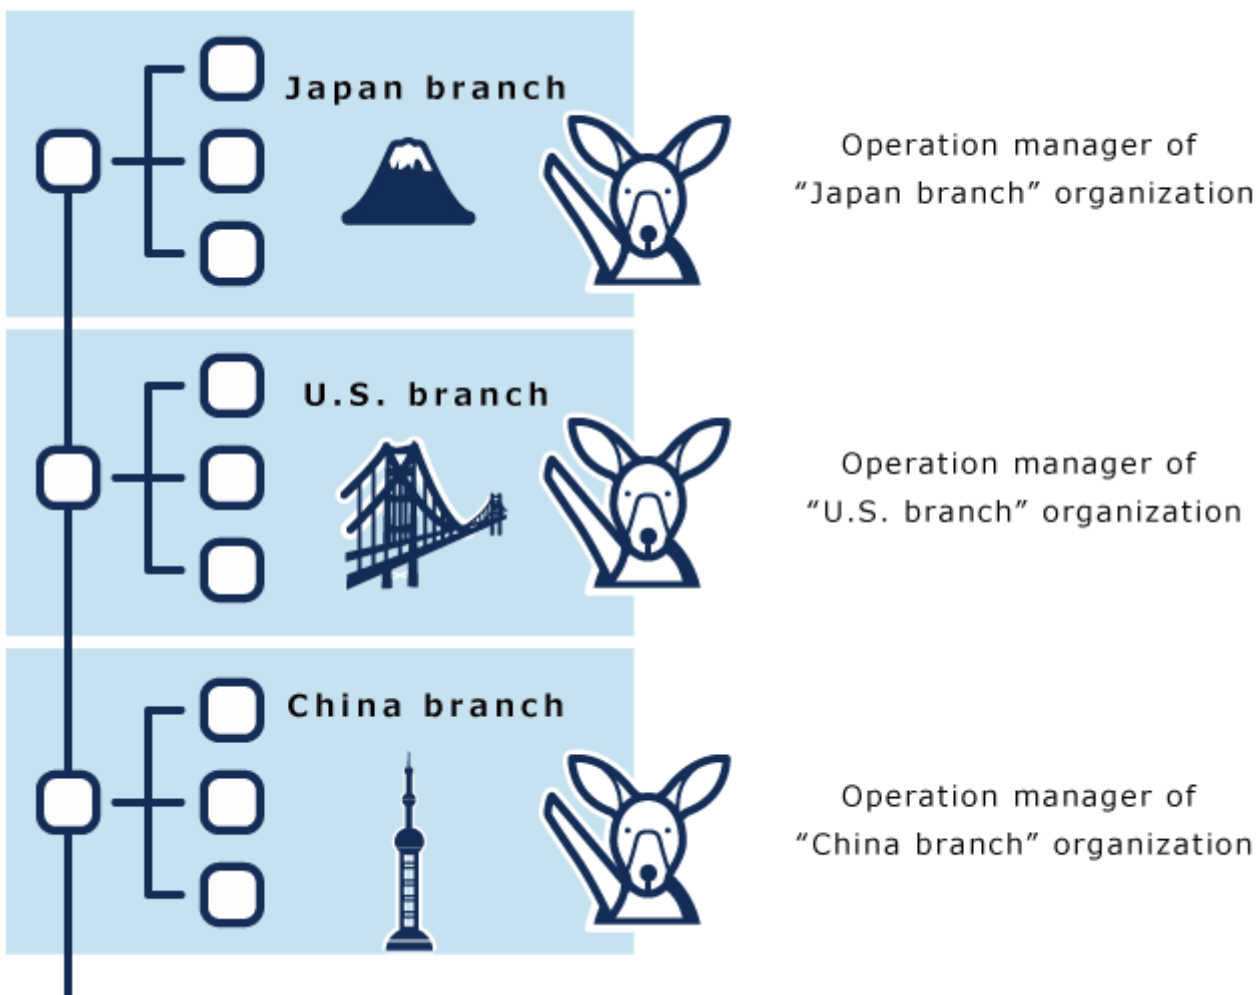 Japan branch
Operation manager of
“Japan branch” organization
U.S. branch
Operation manager of
“U.S. branch” organization
China branch
Operation manager of
“China branch” organization